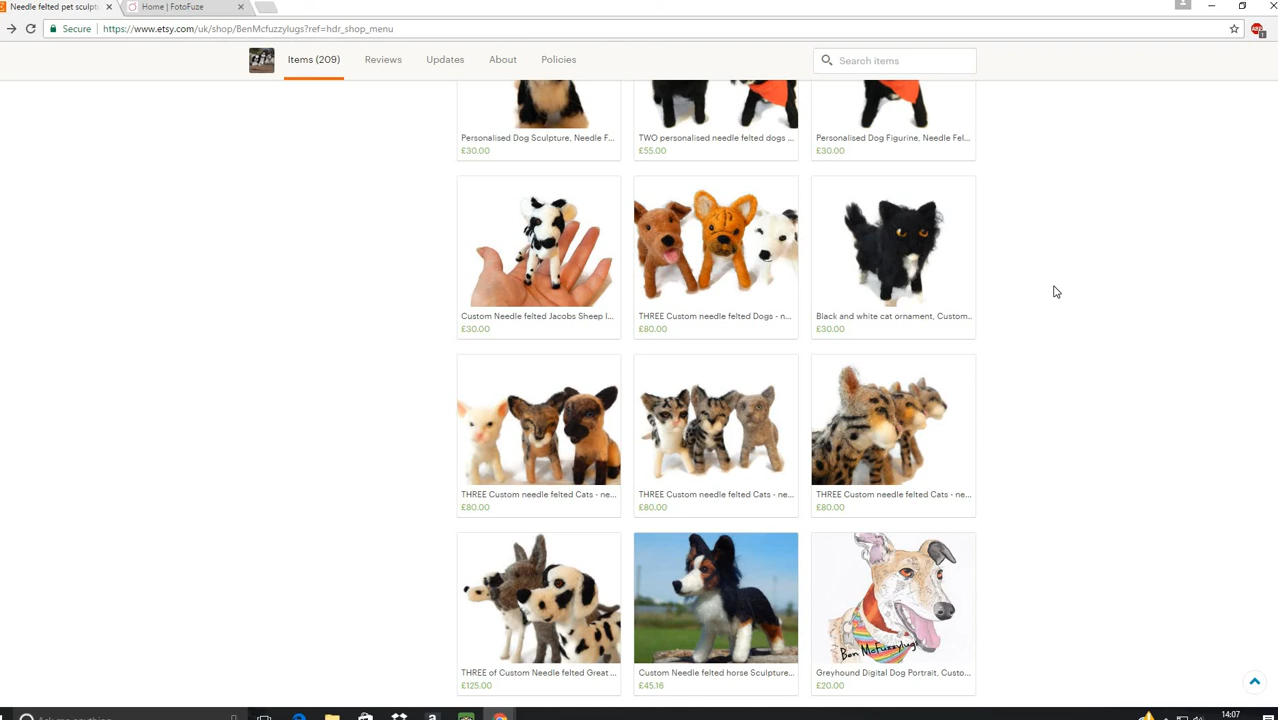 Needle felted pet sculpt
Home | FotoFuze
Secure https://www.etsy.com/uk/shop/BenMcfuzzylugs?ref=hdr_shop_menu
Items (209) Reviews Updates About Policies Search items
Personalised Dog Sculpture, Needle F... TWO personalised needle felted dogs ... Personalised Dog Figurine, Needle Fel...
£30.00 £55.00 £30.00
Custom Needle felted Jacobs Sheep I... THREE Custom needle felted Dogs - n... Black and white cat ornament, Custom...
£30.00 £80.00 £30.00
THREE Custom needle felted Cats - ne... THREE Custom needle felted Cats - ne... THREE Custom needle felted Cats - ne...
£80.00 £80.00 £80.00
Ben McFuzzylugs
THREE of Custom Needle felted Great ... Custom Needle felted horse Sculpture... Greyhound Digital Dog Portrait, Custo...
£125.00 £45.16 £20.00
Ask me anything 14:07